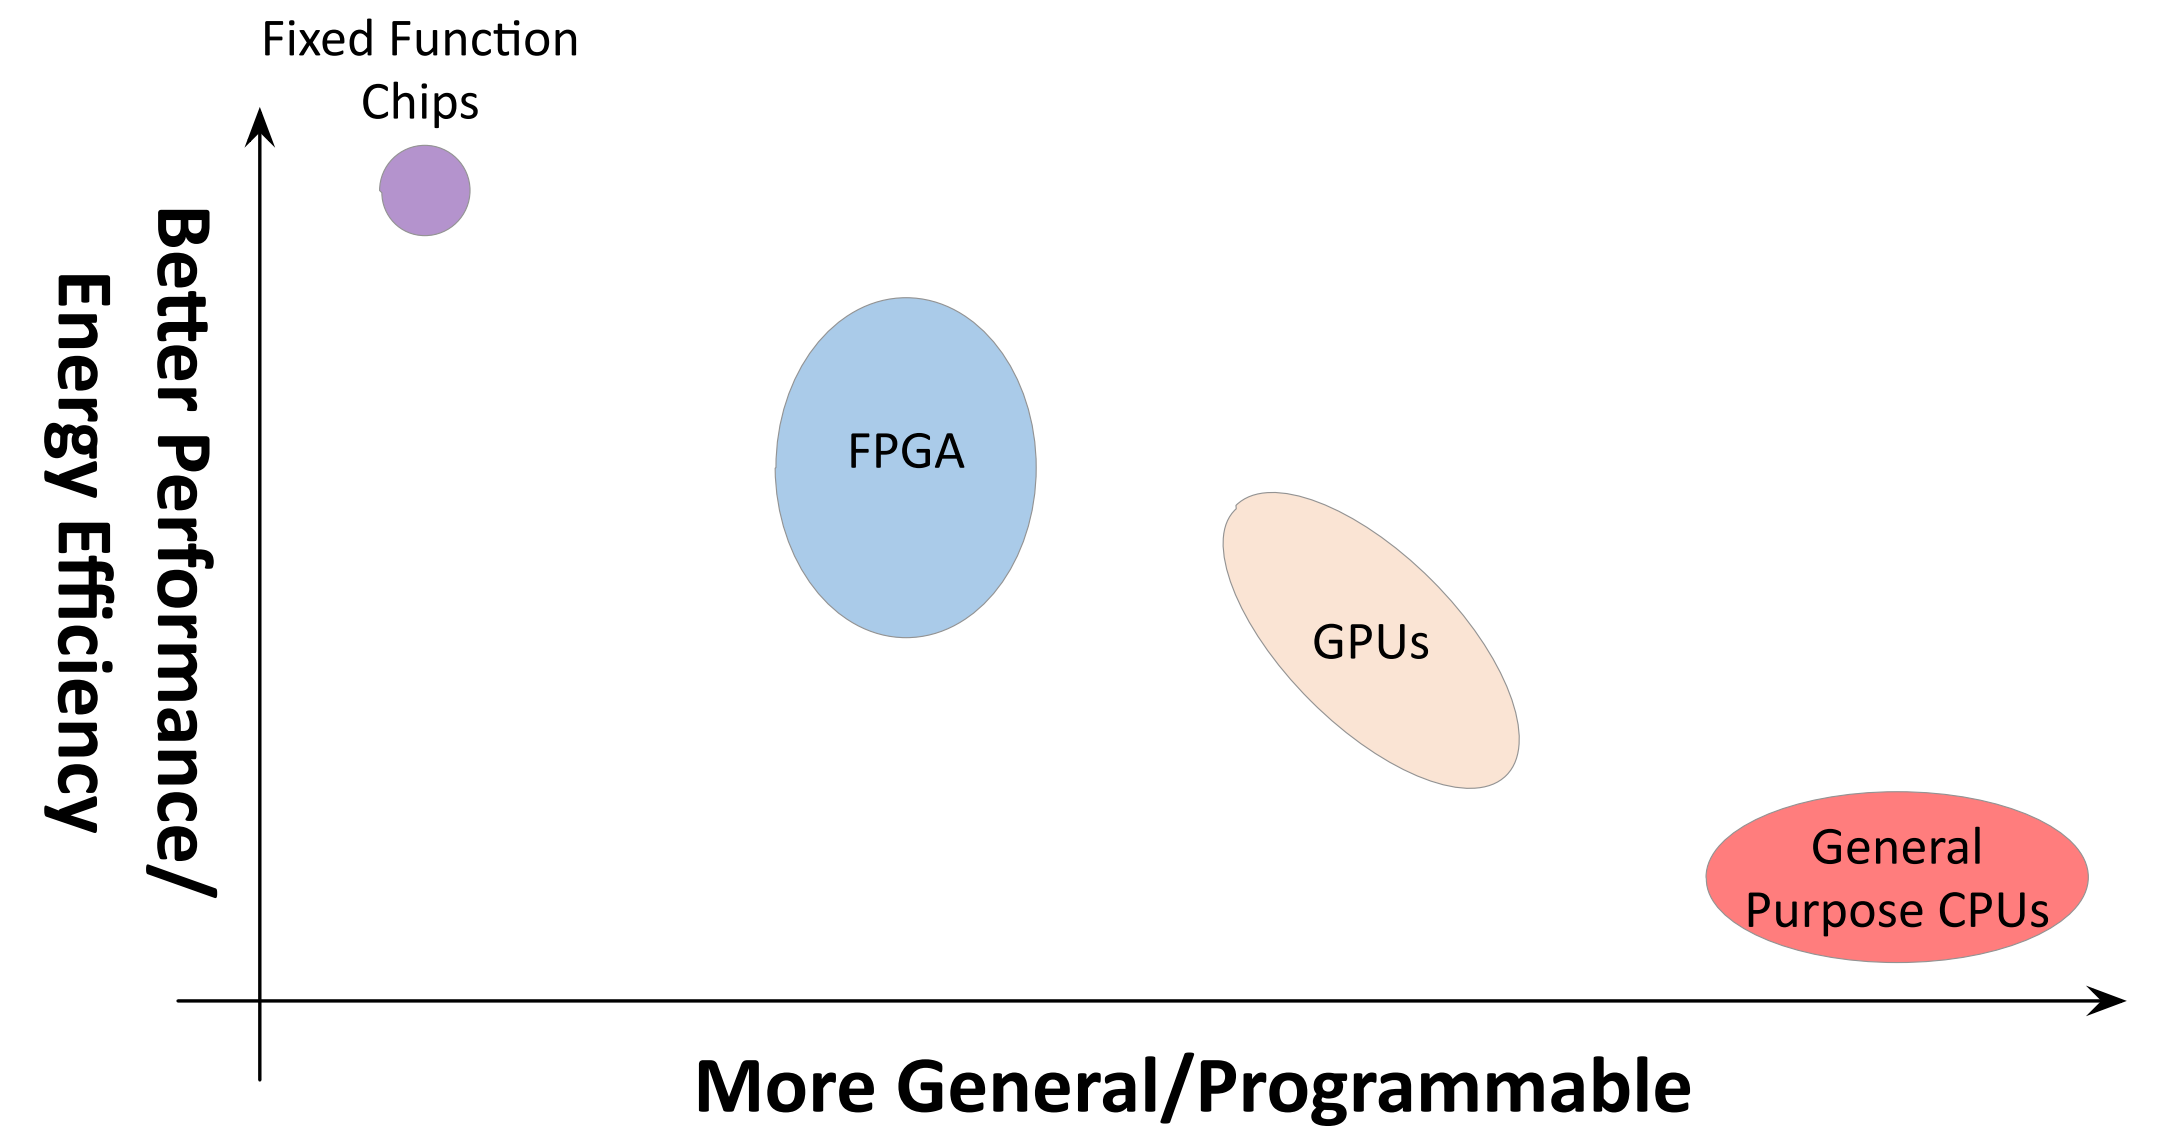 Fixed Function
Chips
Better Performance/
Energy Efficiency
FPGA
GPUs
General
Purpose CPUs
More General/Programmable